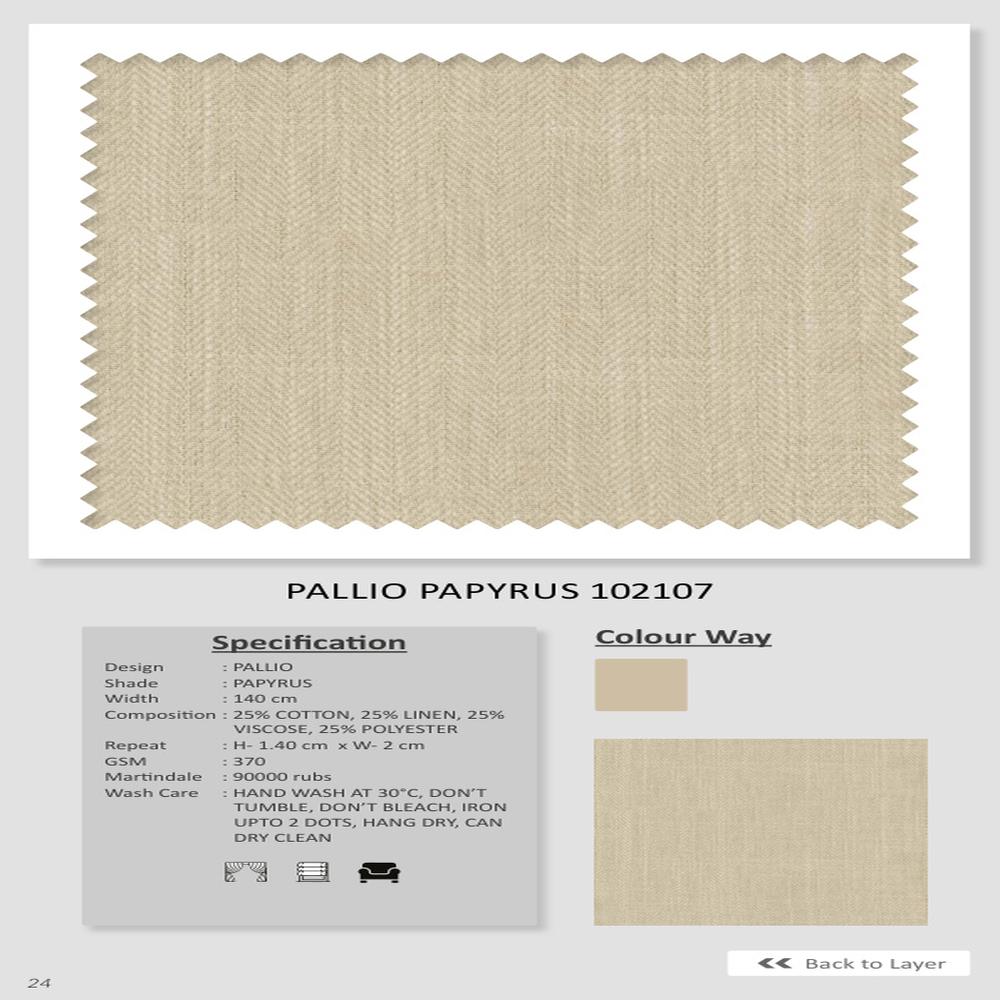 PALLIO PAPYRUS 102107
Specification
Design : PALLIO
Shade : PAPYRUS
Width : 140 cm
Composition : 25% COTTON, 25% LINEN, 25%
VISCOSE, 25% POLYESTER
Repeat : H- 1.40 cm x W- 2 cm
GSM : 370
Martindale : 90000 rubs
Wash Care : HAND WASH AT 30°C, DON’T
TUMBLE, DON’T BLEACH, IRON
UPTO 2 DOTS, HANG DRY, CAN
DRY CLEAN
Colour Way
Back to Layer
24